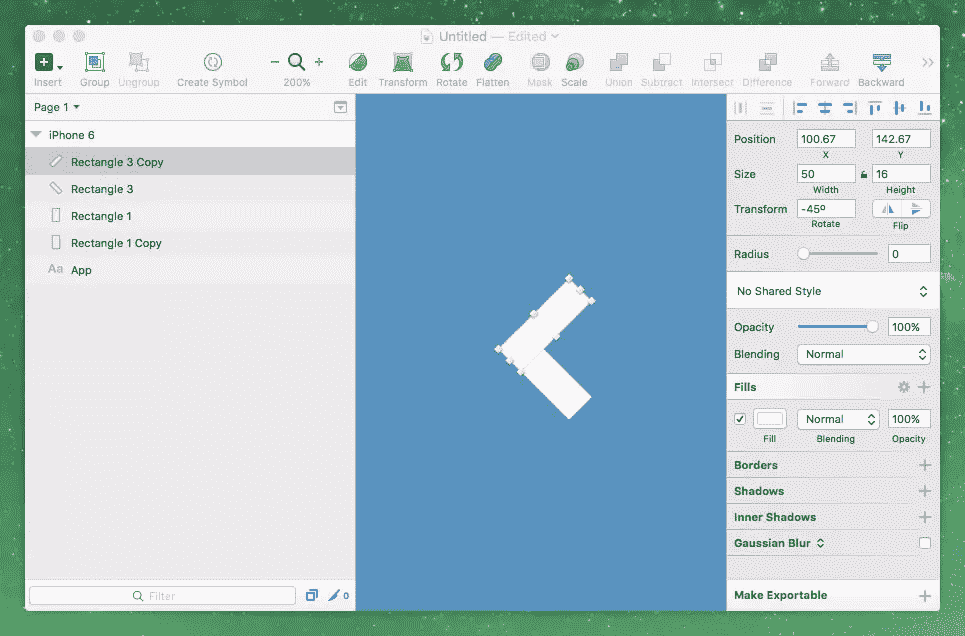 Untitled — Edited
Insert Group Ungroup Create Symbol 200% Edit Transform Rotate Flatten Mask Scale Union Subtract Intersect Difference Forward Backward
Page 1
iPhone 6
Rectangle 3 Copy
Rectangle 3
Rectangle 1
Rectangle 1 Copy
Aa App
Filter
0
Position 100.67 142.67
X Y
Size 50 16
Width Height
Transform -45º
Rotate Flip
Radius 0
No Shared Style
Opacity 100%
Blending Normal
Fills
Normal 100%
Fill Blending Opacity
Borders
Shadows
Inner Shadows
Gaussian Blur
Make Exportable